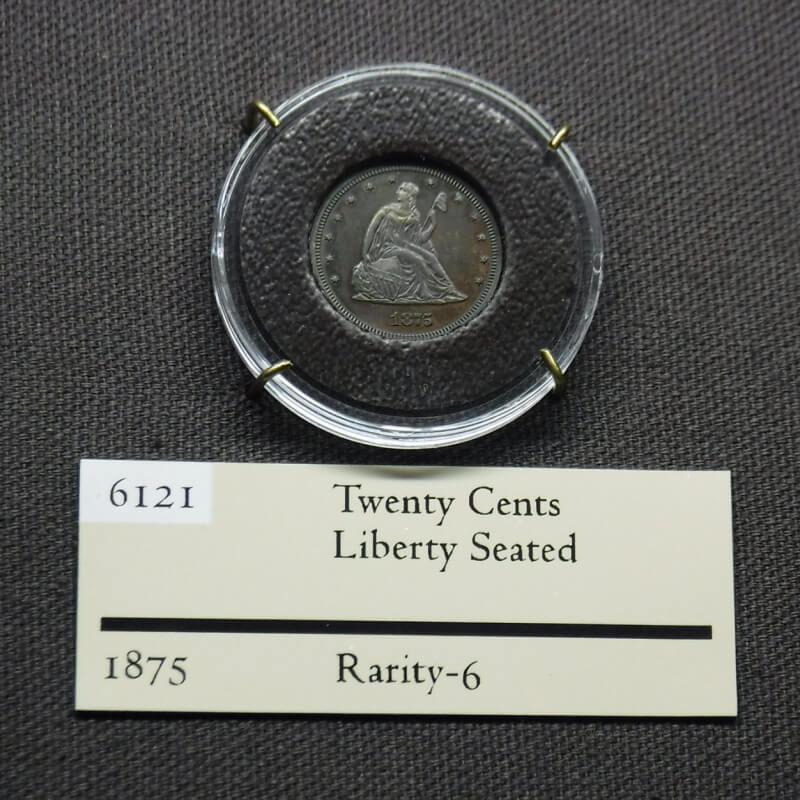 1875
6121
Twenty Cents
Liberty Seated
1875
Rarity-6